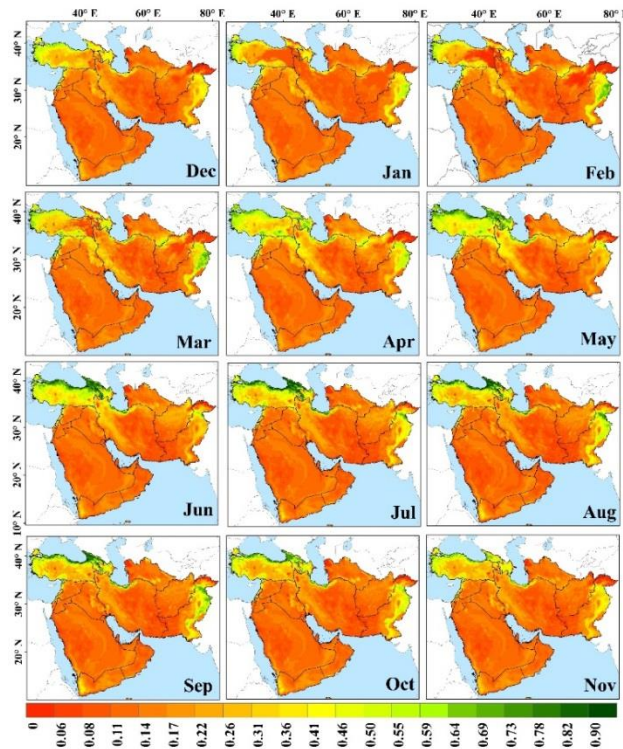 40° E 60° E 80° E 40° E 60° E 80° E 40° E 60° E 80° E
40° N
30° N
20° N
Dec Jan Feb
40° N
30° N
20° N
Mar Apr May
40° N
30° N
20° N
10° N
Jun Jul Aug
40° N
30° N
20° N
Sep Oct Nov
0 0.06 0.08 0.11 0.14 0.17 0.22 0.26 0.31 0.36 0.41 0.46 0.50 0.55 0.59 0.64 0.69 0.73 0.78 0.82 0.90